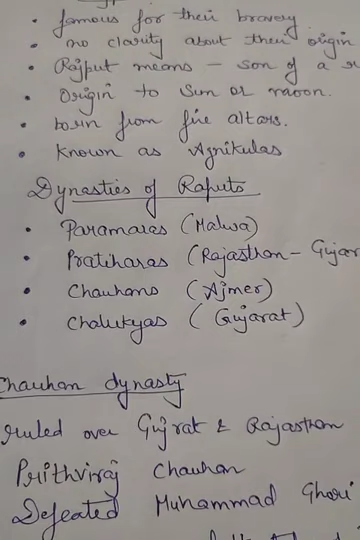 famous for their bravery
no clarity about their origin
Rajput means - son of a
Origin to Sun or moon.
born from fire altars.
Known as Agnikulas
Dynasties of Raputs
Paramaras (Malwa)
Pratiharas (Rajasthan - Gujar
Chauhans (Ajmer)
Chalukyas (Gujarat)
Chauhan dynasty
ruled over Gujrat & Rajasthan
Prithviraj Chauhan
Defeated Muhammad Ghori